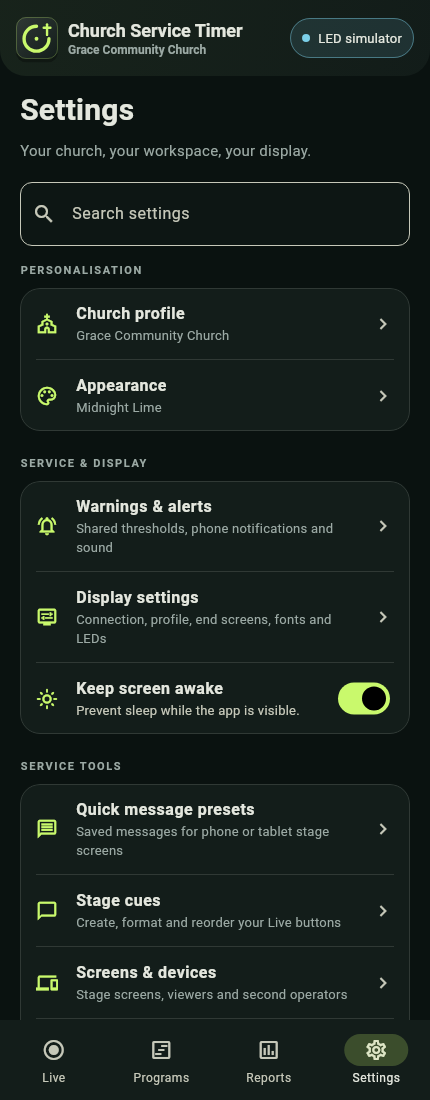 Church Service Timer
Grace Community Church
LED simulator
Settings
Your church, your workspace, your display.
Search settings
PERSONALISATION
Church profile
Grace Community Church
Appearance
Midnight Lime
SERVICE & DISPLAY
Warnings & alerts
Shared thresholds, phone notifications and
sound
Display settings
Connection, profile, end screens, fonts and
LEDs
Keep screen awake
Prevent sleep while the app is visible.
SERVICE TOOLS
Quick message presets
Saved messages for phone or tablet stage
screens
Stage cues
Create, format and reorder your Live buttons
Screens & devices
Stage screens, viewers and second operators
Live
Programs
Reports
Settings